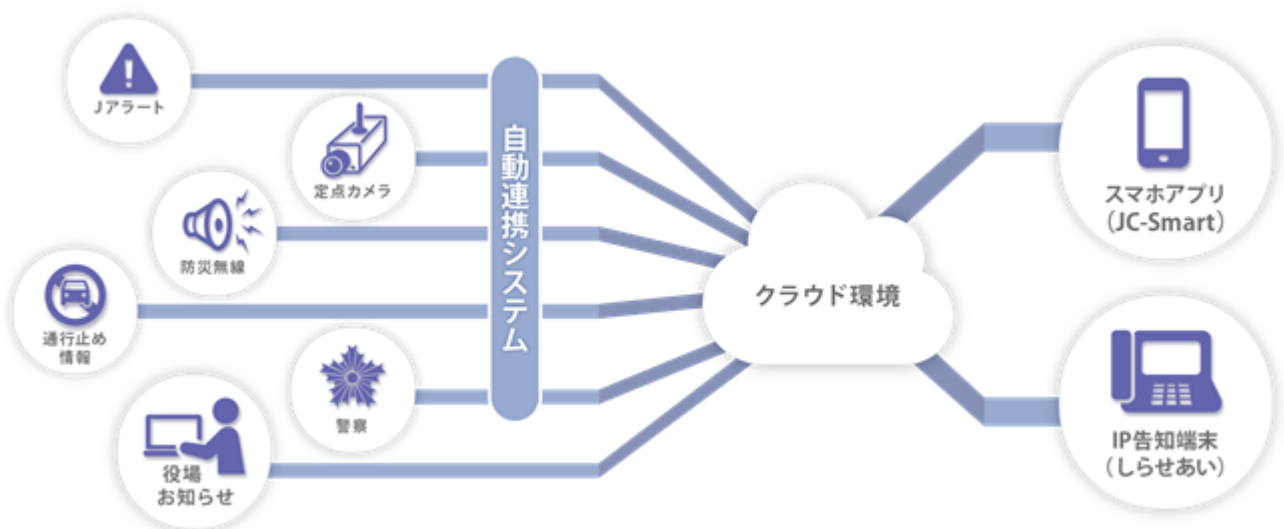 Jアラート
定点カメラ
防災無線
通行止め
情報
警察
役場
お知らせ
自動連携システム
クラウド環境
スマホアプリ
（JC-Smart）
IP告知端末
（しらせあい）